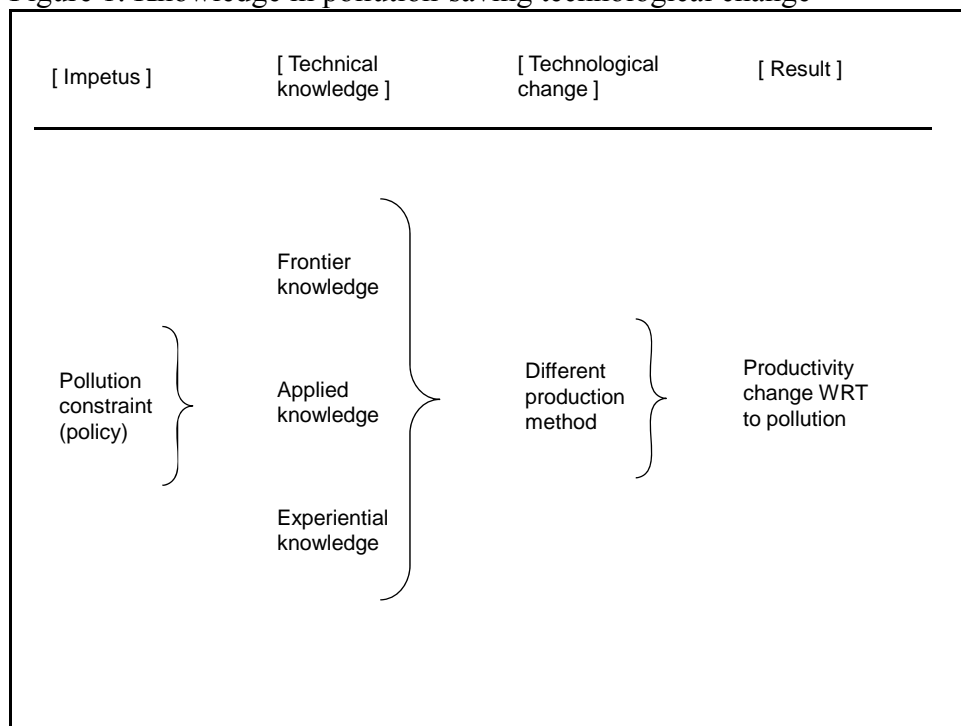 Figure 1: Knowledge in pollution-saving technological change
[ Impetus ]
[ Technical
knowledge ]
[ Technological
change ]
[ Result ]
Frontier
knowledge
Pollution
constraint
(policy)
Applied
knowledge
Different
production
method
Productivity
change WRT
to pollution
Experiential
knowledge